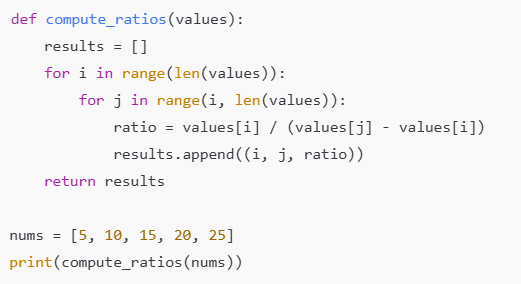 def compute_ratios(values):
    results = []
    for i in range(len(values)):
        for j in range(i, len(values)):
            ratio = values[i] / (values[j] - values[i])
            results.append((i, j, ratio))
    return results

nums = [5, 10, 15, 20, 25]
print(compute_ratios(nums))